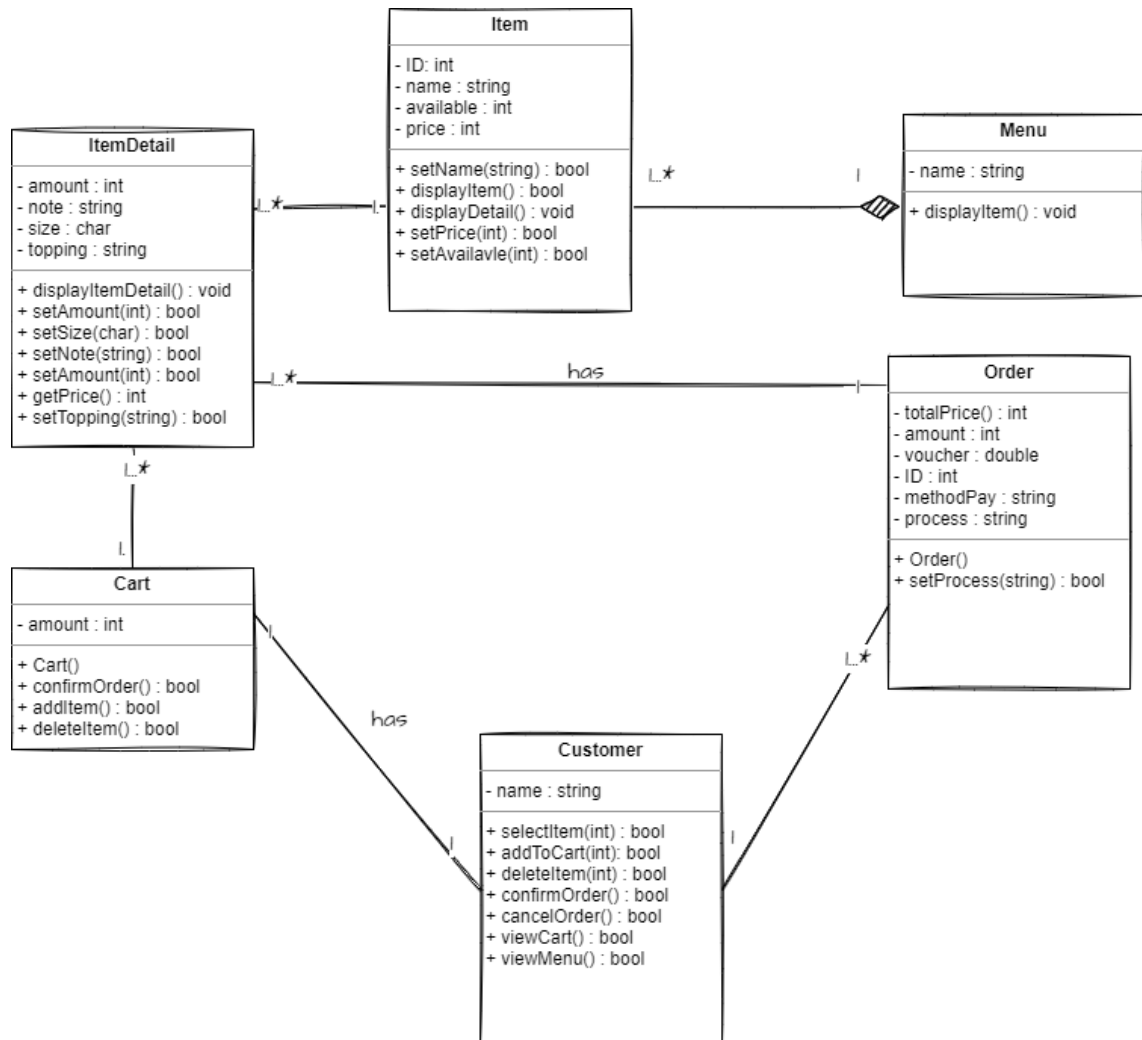 Item
- ID: int
- name : string
- available : int
- price : int
+ setName(string) : bool
+ displayItem() : bool
+ displayDetail() : void
+ setPrice(int) : bool
+ setAvailavle(int) : bool
Menu
- name : string
+ displayItem() : void
ItemDetail
- amount : int
- note : string
- size : char
- topping : string
+ displayItemDetail() : void
+ setAmount(int) : bool
+ setSize(char) : bool
+ setNote(string) : bool
+ setAmount(int) : bool
+ getPrice() : int
+ setTopping(string) : bool
1..*
1.
1..*
1
1..*
has
1
Order
- totalPrice() : int
- amount : int
- voucher : double
- ID : int
- methodPay : string
- process : string
+ Order()
+ setProcess(string) : bool
1..*
1.
Cart
- amount : int
+ Cart()
+ confirmOrder() : bool
+ addItem() : bool
+ deleteItem() : bool
1
has
1
1..*
1
Customer
- name : string
+ selectItem(int) : bool
+ addToCart(int): bool
+ deleteItem(int) : bool
+ confirmOrder() : bool
+ cancelOrder() : bool
+ viewCart() : bool
+ viewMenu() : bool